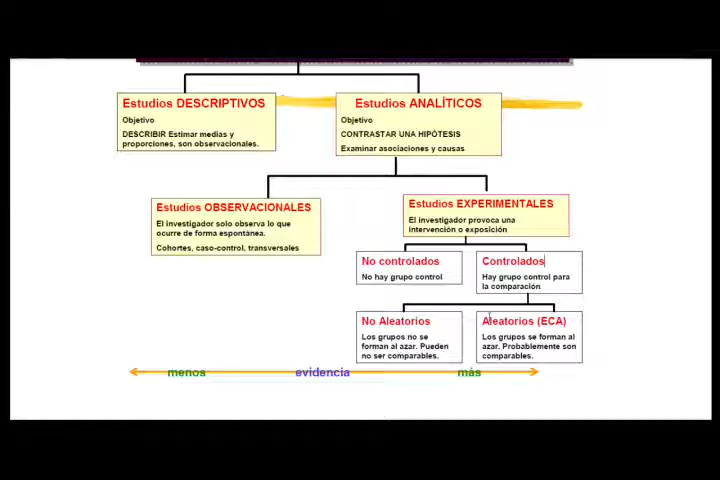 Estudios DESCRIPTIVOS
Objetivo
DESCRIBIR Estimar medias y
proporciones, son observacionales.
Estudios ANALÍTICOS
Objetivo
CONTRASTAR UNA HIPÓTESIS
Examinar asociaciones y causas
Estudios OBSERVACIONALES
El investigador solo observa lo que
ocurre de forma espontánea.
Cohortes, caso-control, transversales
Estudios EXPERIMENTALES
El investigador provoca una
intervención o exposición
No controlados
No hay grupo control
Controlados
Hay grupo control para
la comparación
No Aleatorios
Los grupos no se
forman al azar. Pueden
no ser comparables.
Aleatorios (ECA)
Los grupos se forman al
azar. Probablemente son
comparables.
menos evidencia más